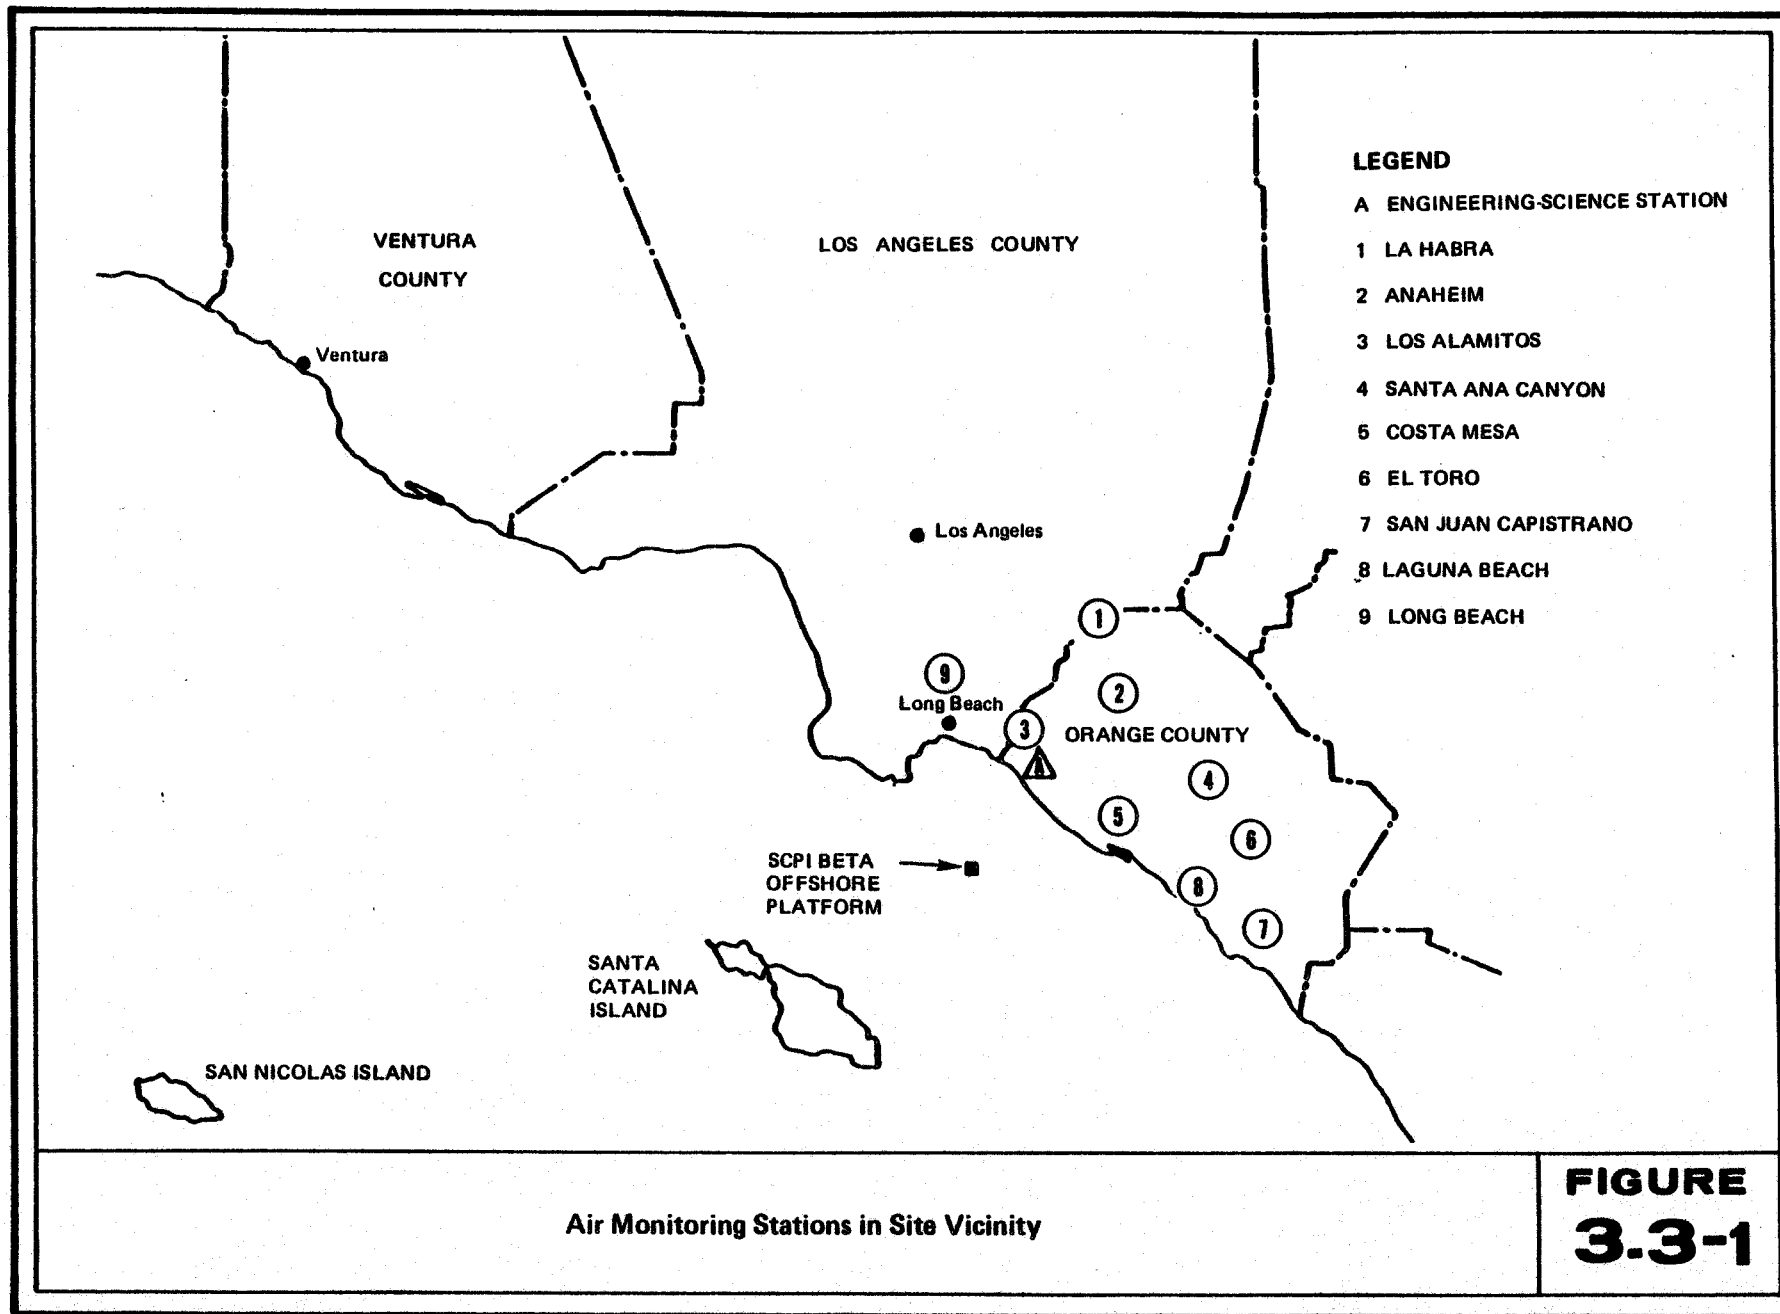 LEGEND
A ENGINEERING-SCIENCE STATION
1 LA HABRA
2 ANAHEIM
3 LOS ALAMITOS
4 SANTA ANA CANYON
5 COSTA MESA
6 EL TORO
7 SAN JUAN CAPISTRANO
8 LAGUNA BEACH
9 LONG BEACH
VENTURA
COUNTY
LOS ANGELES COUNTY
Ventura
Los Angeles
1
9
2
Long Beach
3
ORANGE COUNTY
A
4
5
6
SCPI BETA
OFFSHORE
PLATFORM
8
7
SANTA
CATALINA
ISLAND
SAN NICOLAS ISLAND
Air Monitoring Stations in Site Vicinity
FIGURE
3.3-1